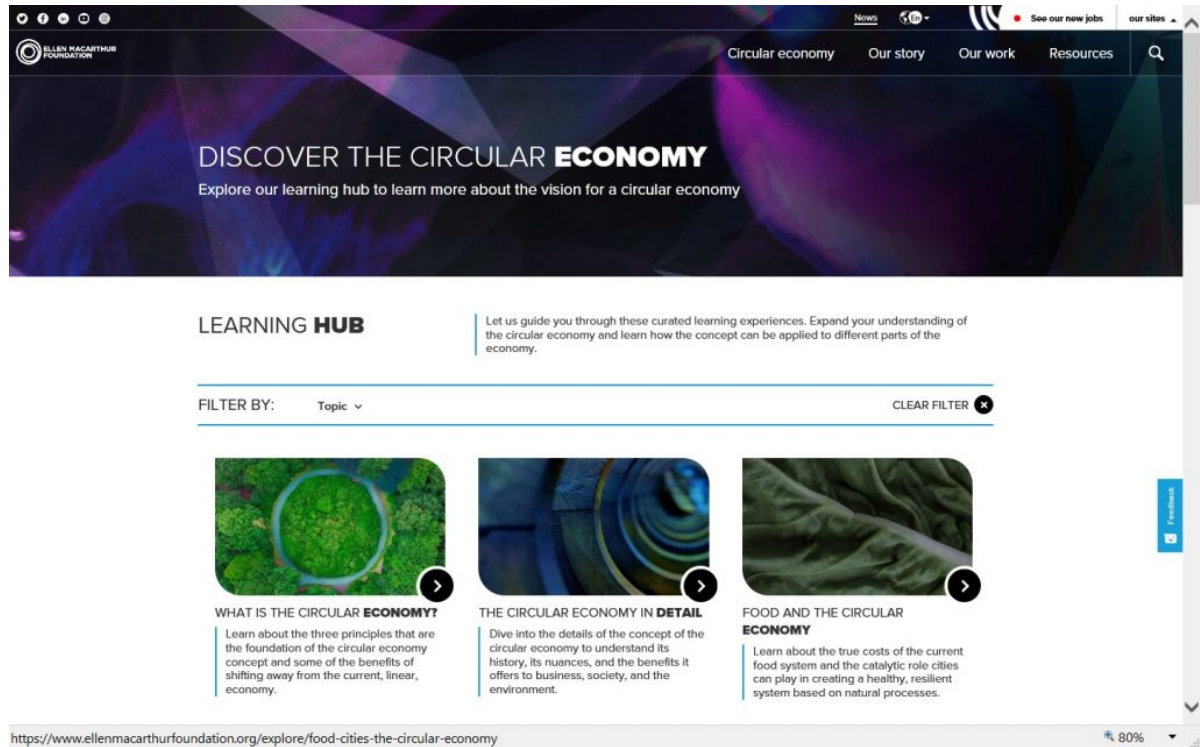 News
En
See our new jobs
our sites
ELLEN MACARTHUR
FOUNDATION
Circular economy
Our story
Our work
Resources
DISCOVER THE CIRCULAR ECONOMY
Explore our learning hub to learn more about the vision for a circular economy
LEARNING HUB
Let us guide you through these curated learning experiences. Expand your understanding of
the circular economy and learn how the concept can be applied to different parts of the
economy.
FILTER BY:
Topic
CLEAR FILTER
WHAT IS THE CIRCULAR ECONOMY?
Learn about the three principles that are
the foundation of the circular economy
concept and some of the benefits of
shifting away from the current, linear,
economy.
THE CIRCULAR ECONOMY IN DETAIL
Dive into the details of the concept of the
circular economy to understand its
history, its nuances, and the benefits it
offers to business, society, and the
environment.
FOOD AND THE CIRCULAR
ECONOMY
Learn about the true costs of the current
food system and the catalytic role cities
can play in creating a healthy, resilient
system based on natural processes.
Feedback
https://www.ellenmacarthurfoundation.org/explore/food-cities-the-circular-economy
80%